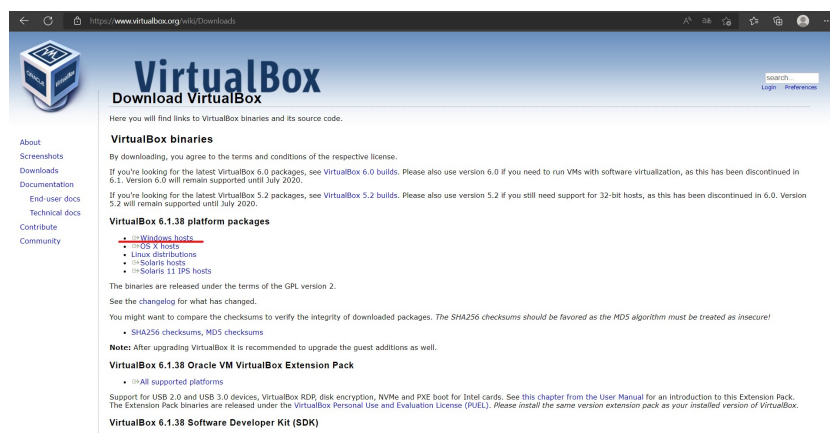 https://www.virtualbox.org/wiki/Downloads
VirtualBox
search...
Login Preferences
Download VirtualBox
Here you will find links to VirtualBox binaries and its source code.
About
Screenshots
Downloads
Documentation
End-user docs
Technical docs
Contribute
Community
VirtualBox binaries
By downloading, you agree to the terms and conditions of the respective license.
If you're looking for the latest VirtualBox 6.0 packages, see VirtualBox 6.0 builds. Please also use version 6.0 if you need to run VMs with software virtualization, as this has been discontinued in
6.1. Version 6.0 will remain supported until July 2020.
If you're looking for the latest VirtualBox 5.2 packages, see VirtualBox 5.2 builds. Please also use version 5.2 if you still need support for 32-bit hosts, as this has been discontinued in 6.0. Version
5.2 will remain supported until July 2020.
VirtualBox 6.1.38 platform packages
Windows hosts
OS X hosts
Linux distributions
Solaris hosts
Solaris 11 IPS hosts
The binaries are released under the terms of the GPL version 2.
See the changelog for what has changed.
You might want to compare the checksums to verify the integrity of downloaded packages. The SHA256 checksums should be favored as the MD5 algorithm must be treated as insecure!
SHA256 checksums, MD5 checksums
Note: After upgrading VirtualBox it is recommended to upgrade the guest additions as well.
VirtualBox 6.1.38 Oracle VM VirtualBox Extension Pack
All supported platforms
Support for USB 2.0 and USB 3.0 devices, VirtualBox RDP, disk encryption, NVMe and PXE boot for Intel cards. See this chapter from the User Manual for an introduction to this Extension Pack.
The Extension Pack binaries are released under the VirtualBox Personal Use and Evaluation License (PUEL). Please install the same version extension pack as your installed version of VirtualBox.
VirtualBox 6.1.38 Software Developer Kit (SDK)